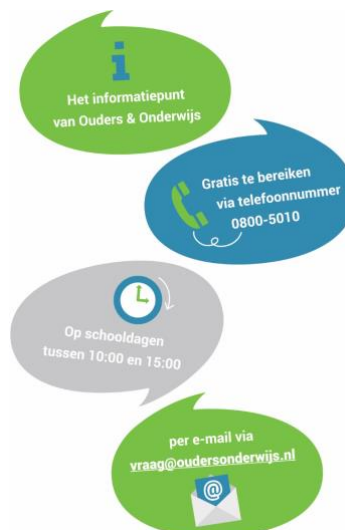 i
Het informatiepunt
van Ouders & Onderwijs
Gratis te bereiken
via telefoonnummer
0800-5010
Op schooldagen
tussen 10:00 en 15:00
per e-mail via
vraag@oudersonderwijs.nl
@